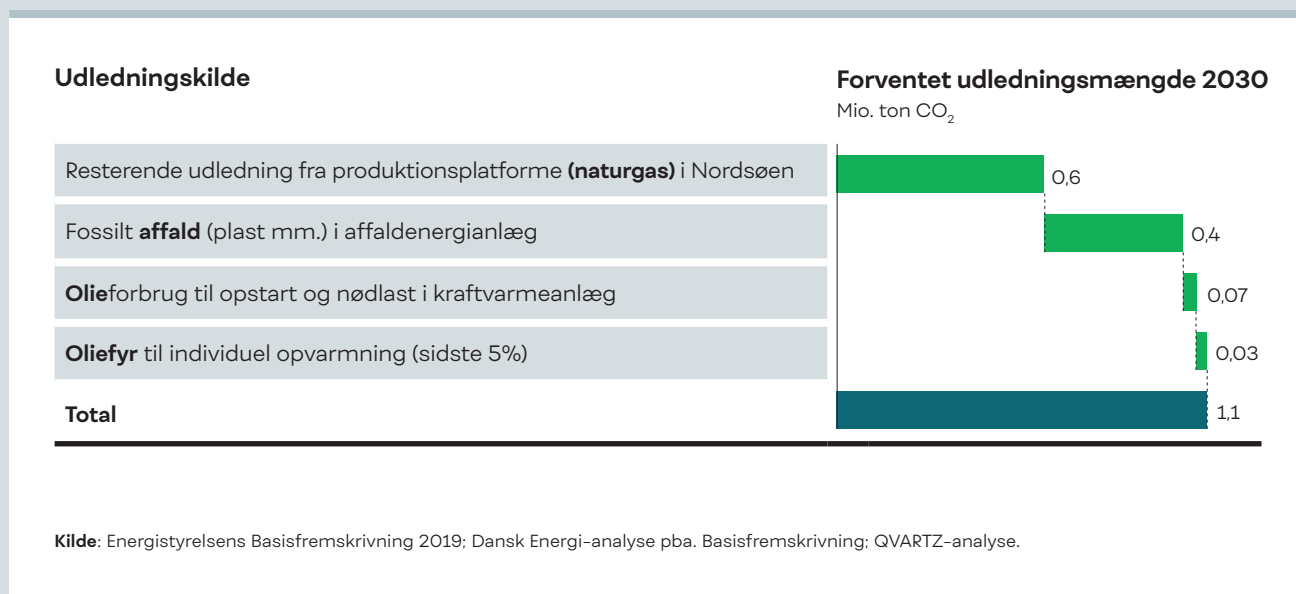 Udledningskilde
Forventet udledningsmængde 2030
Mio. ton CO₂
Resterende udledning fra produktionsplatforme (naturgas) i Nordsøen
0,6
Fossilt affald (plast mm.) i affaldenergianlæg
0,4
Olieforbrug til opstart og nødlast i kraftvarmeanlæg
0,07
Oliefyr til individuel opvarmning (sidste 5%)
0,03
Total
1,1
Kilde: Energistyrelsens Basisfremskrivning 2019; Dansk Energi-analyse pba. Basisfremskrivning; QVARTZ-analyse.